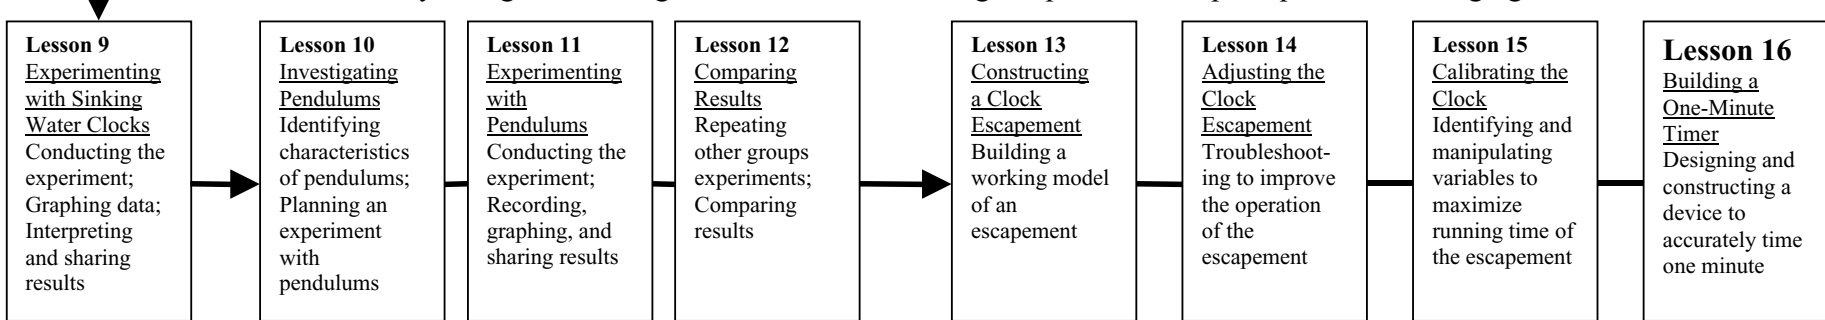 Lesson 9
Experimenting
with Sinking
Water Clocks
Conducting the
experiment;
Graphing data;
Interpreting
and sharing
results
Lesson 10
Investigating
Pendulums
Identifying
characteristics
of pendulums;
Planning an
experiment
with
pendulums
Lesson 11
Experimenting
with
Pendulums
Conducting the
experiment;
Recording,
graphing, and
sharing results
Lesson 12
Comparing
Results
Repeating
other groups
experiments;
Comparing
results
Lesson 13
Constructing
a Clock
Escapement
Building a
working model
of an
escapement
Lesson 14
Adjusting the
Clock
Escapement
Troubleshoot-
ing to improve
the operation
of the
escapement
Lesson 15
Calibrating the
Clock
Identifying and
manipulating
variables to
maximize
running time of
the escapement
Lesson 16
Building a
One-Minute
Timer
Designing and
constructing a
device to
accurately time
one minute